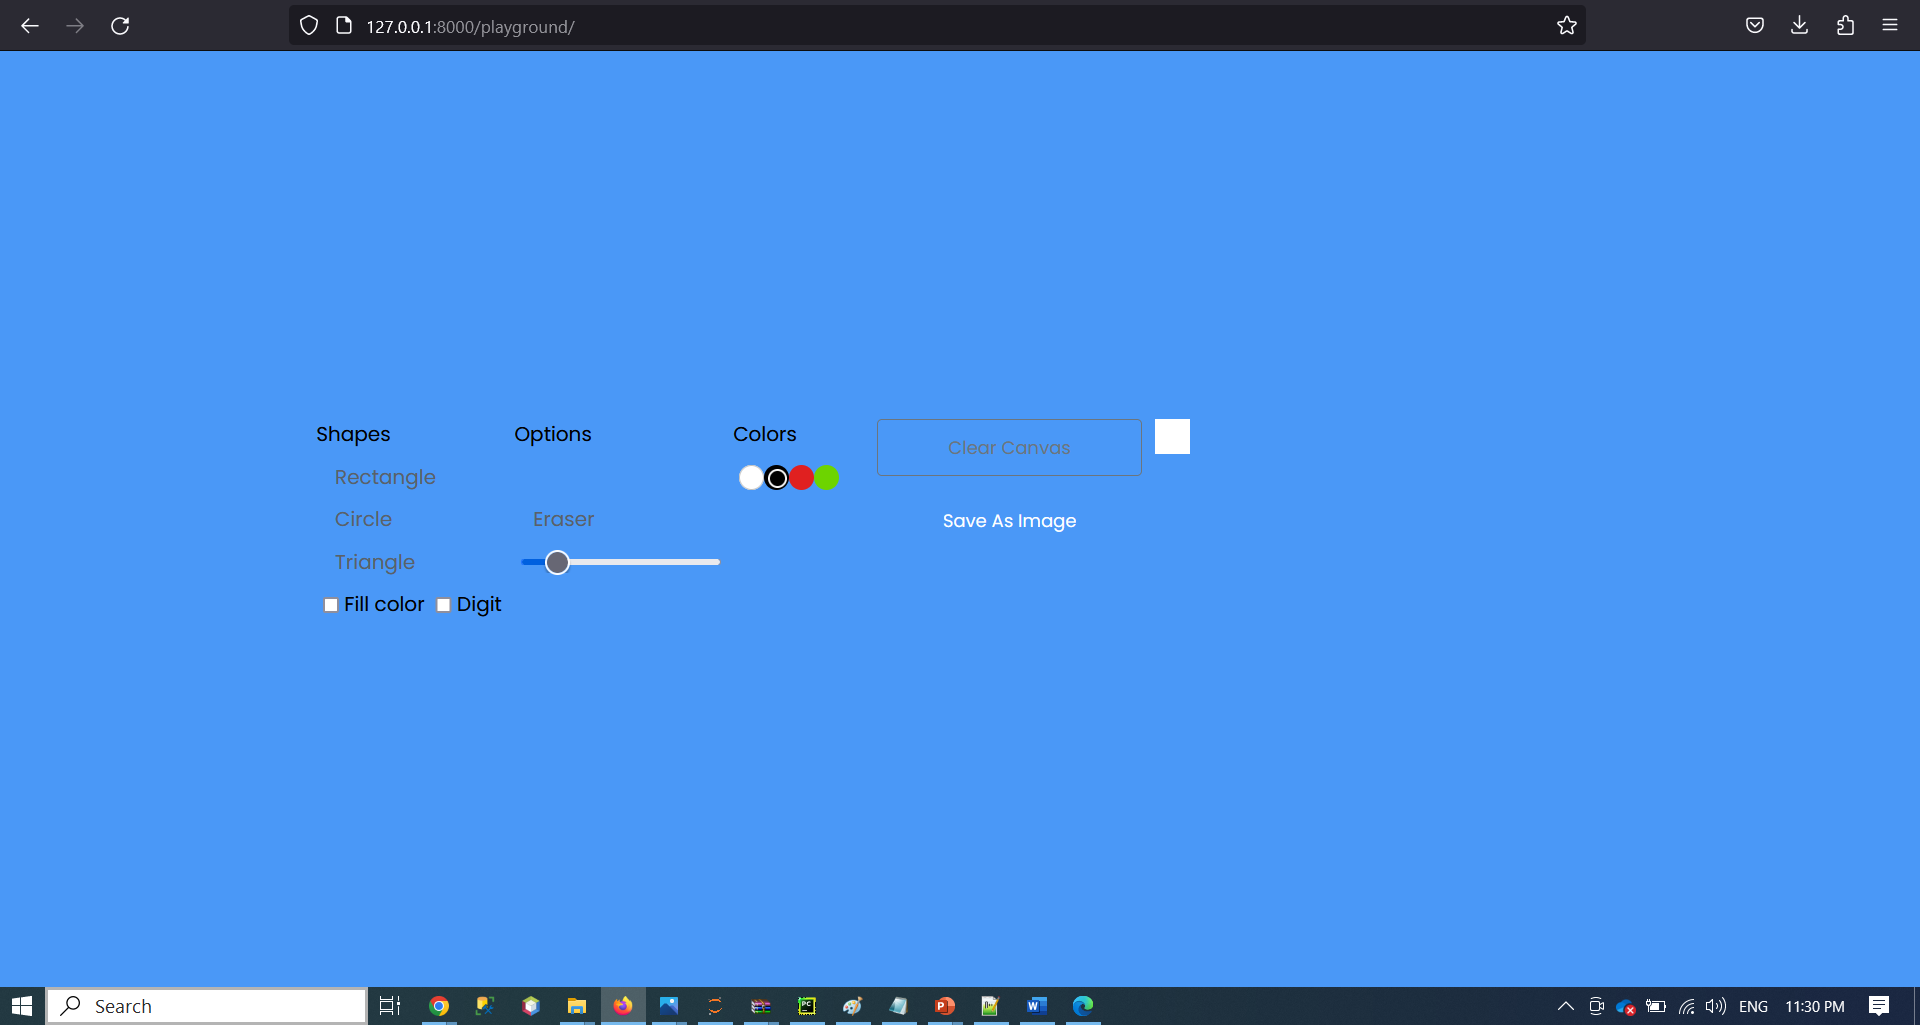 127.0.0.1:8000/playground/
Shapes
Rectangle
Circle
Triangle
Fill color
Digit
Options
Eraser
Colors
Clear Canvas
Save As Image
Search
ENG
11:30 PM